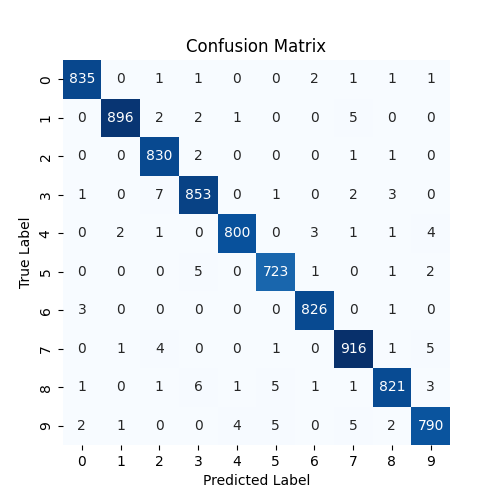 Confusion Matrix
True Label
0 835 0 1 1 0 0 2 1 1 1
1 0 896 2 2 1 0 0 5 0 0
2 0 0 830 2 0 0 0 1 1 0
3 1 0 7 853 0 1 0 2 3 0
4 0 2 1 0 800 0 3 1 1 4
5 0 0 0 5 0 723 1 0 1 2
6 3 0 0 0 0 0 826 0 1 0
7 0 1 4 0 0 1 0 916 1 5
8 1 0 1 6 1 5 1 1 821 3
9 2 1 0 0 4 5 0 5 2 790
0 1 2 3 4 5 6 7 8 9
Predicted Label